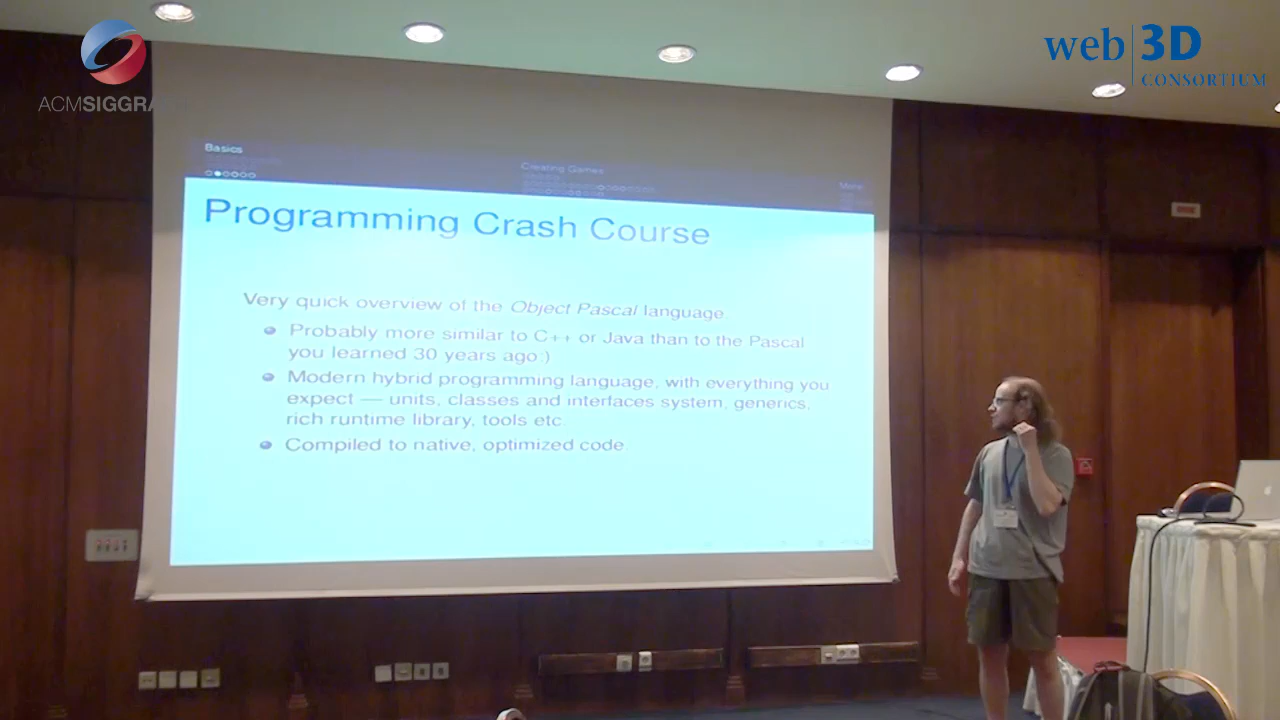 ACMSIGGRA
web 3D
CONSORTIUM
Basics
Creating Games
More
Programming Crash Course
Very quick overview of the Object Pascal language.
Probably more similar to C++ or Java than to the Pascal
you learned 30 years ago:)
Modern hybrid programming language, with everything you
expect — units, classes and interfaces system, generics,
rich runtime library, tools etc.
Compiled to native, optimized code.